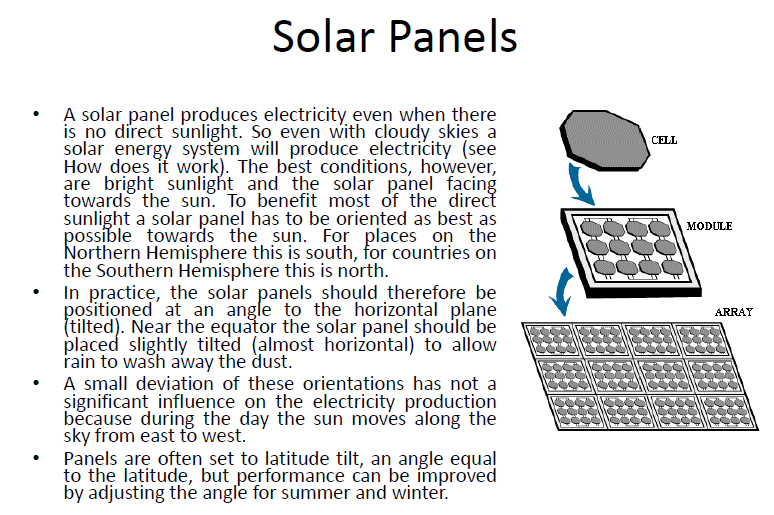 Solar Panels
• A solar panel produces electricity even when there
is no direct sunlight. So even with cloudy skies a
solar energy system will produce electricity (see
How does it work). The best conditions, however,
are bright sunlight and the solar panel facing
towards the sun. To benefit most of the direct
sunlight a solar panel has to be oriented as best as
possible towards the sun. For places on the
Northern Hemisphere this is south, for countries on
the Southern Hemisphere this is north.
• In practice, the solar panels should therefore be
positioned at an angle to the horizontal plane
(tilted). Near the equator the solar panel should be
placed slightly tilted (almost horizontal) to allow
rain to wash away the dust.
• A small deviation of these orientations has not a
significant influence on the electricity production
because during the day the sun moves along the
sky from east to west.
• Panels are often set to latitude tilt, an angle equal
to the latitude, but performance can be improved
by adjusting the angle for summer and winter.
CELL
MODULE
ARRAY